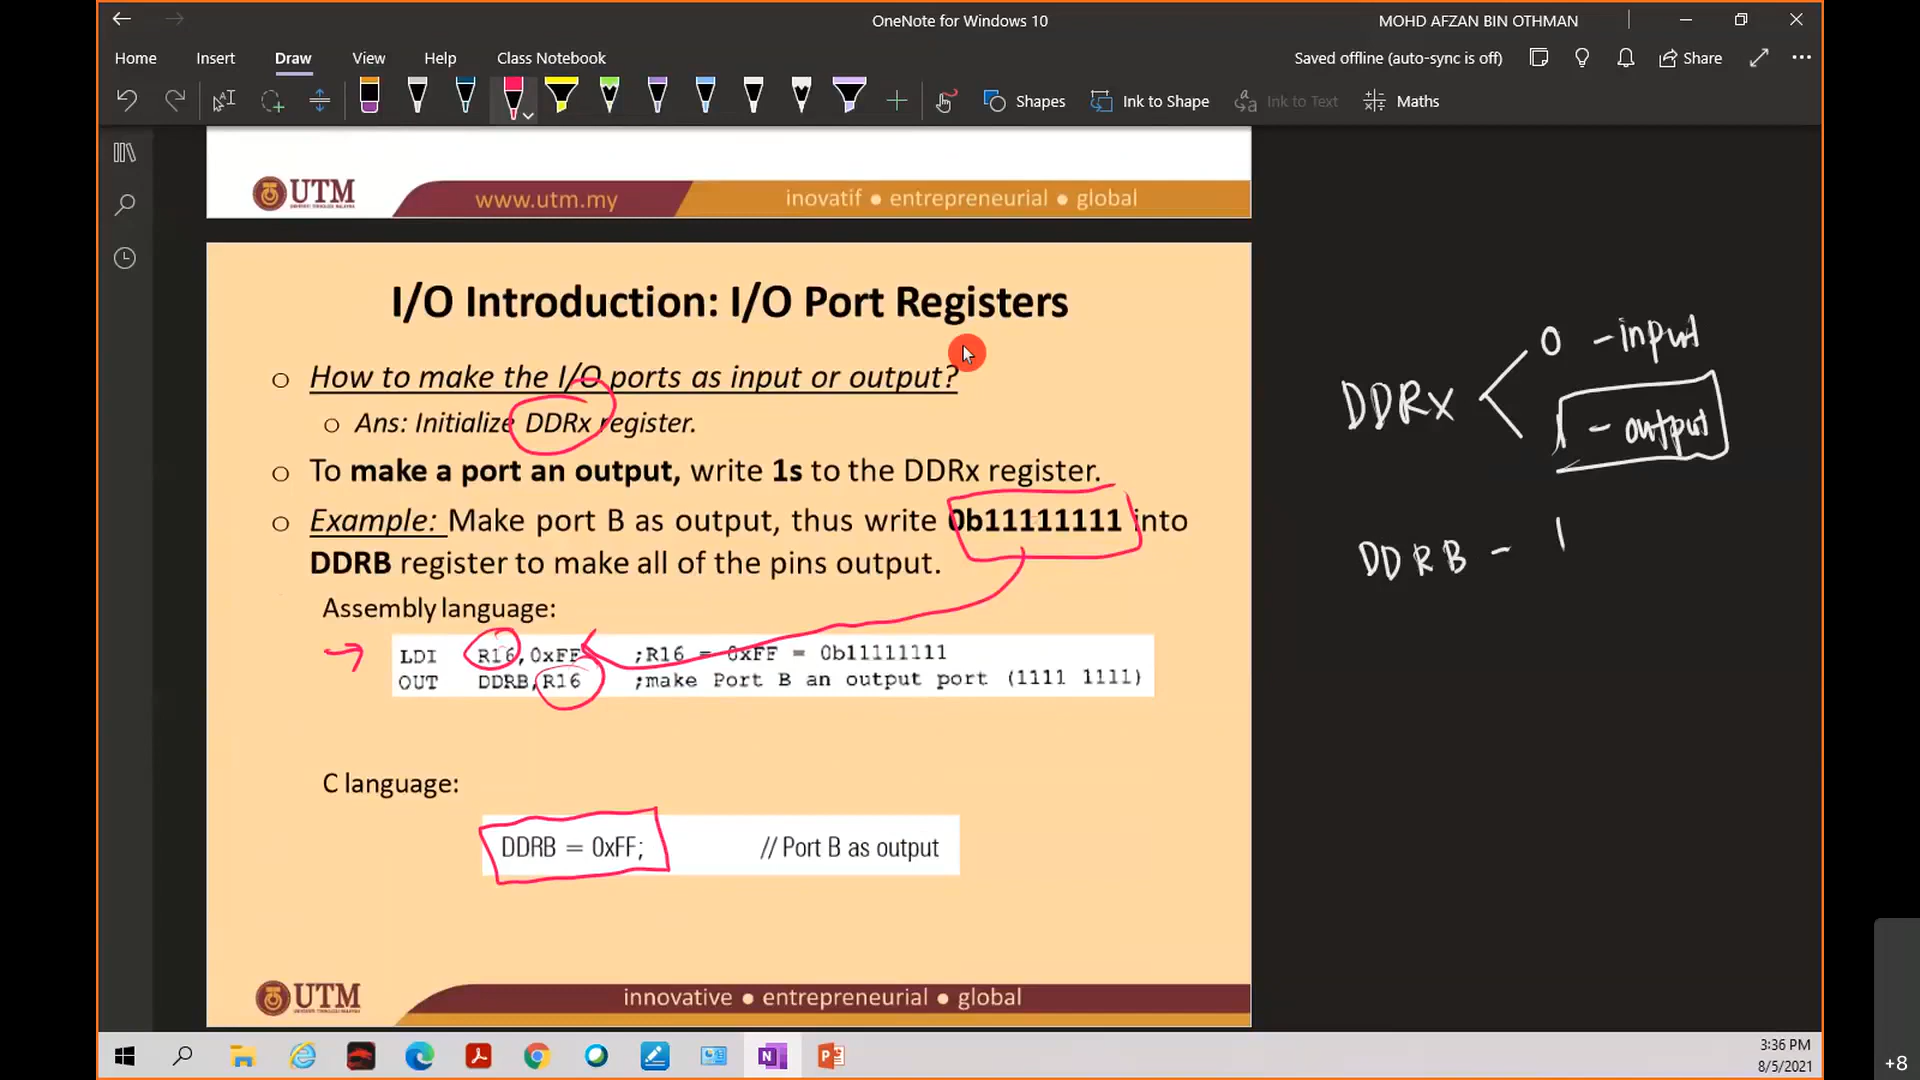 OneNote for Windows 10
MOHD AFZAN BIN OTHMAN
Home Insert Draw View Help Class Notebook
Saved offline (auto-sync is off) Share
Shapes Ink to Shape Ink to Text Maths
UTM
www.utm.my
inovatif ● entrepreneurial ● global
I/O Introduction: I/O Port Registers
How to make the I/O ports as input or output?
Ans: Initialize DDRx register.
To make a port an output, write 1s to the DDRx register.
Example: Make port B as output, thus write 0b11111111 into
DDRB register to make all of the pins output.
Assembly language:
LDI R16,0xFF ;R16 = 0xFF = 0b11111111
OUT DDRB,R16 ;make Port B an output port (1111 1111)
C language:
DDRB = 0xFF; // Port B as output
UTM
innovative ● entrepreneurial ● global
0 - input
DDRx
1 - output
DDRB - 1
3:36 PM
8/5/2021
+8